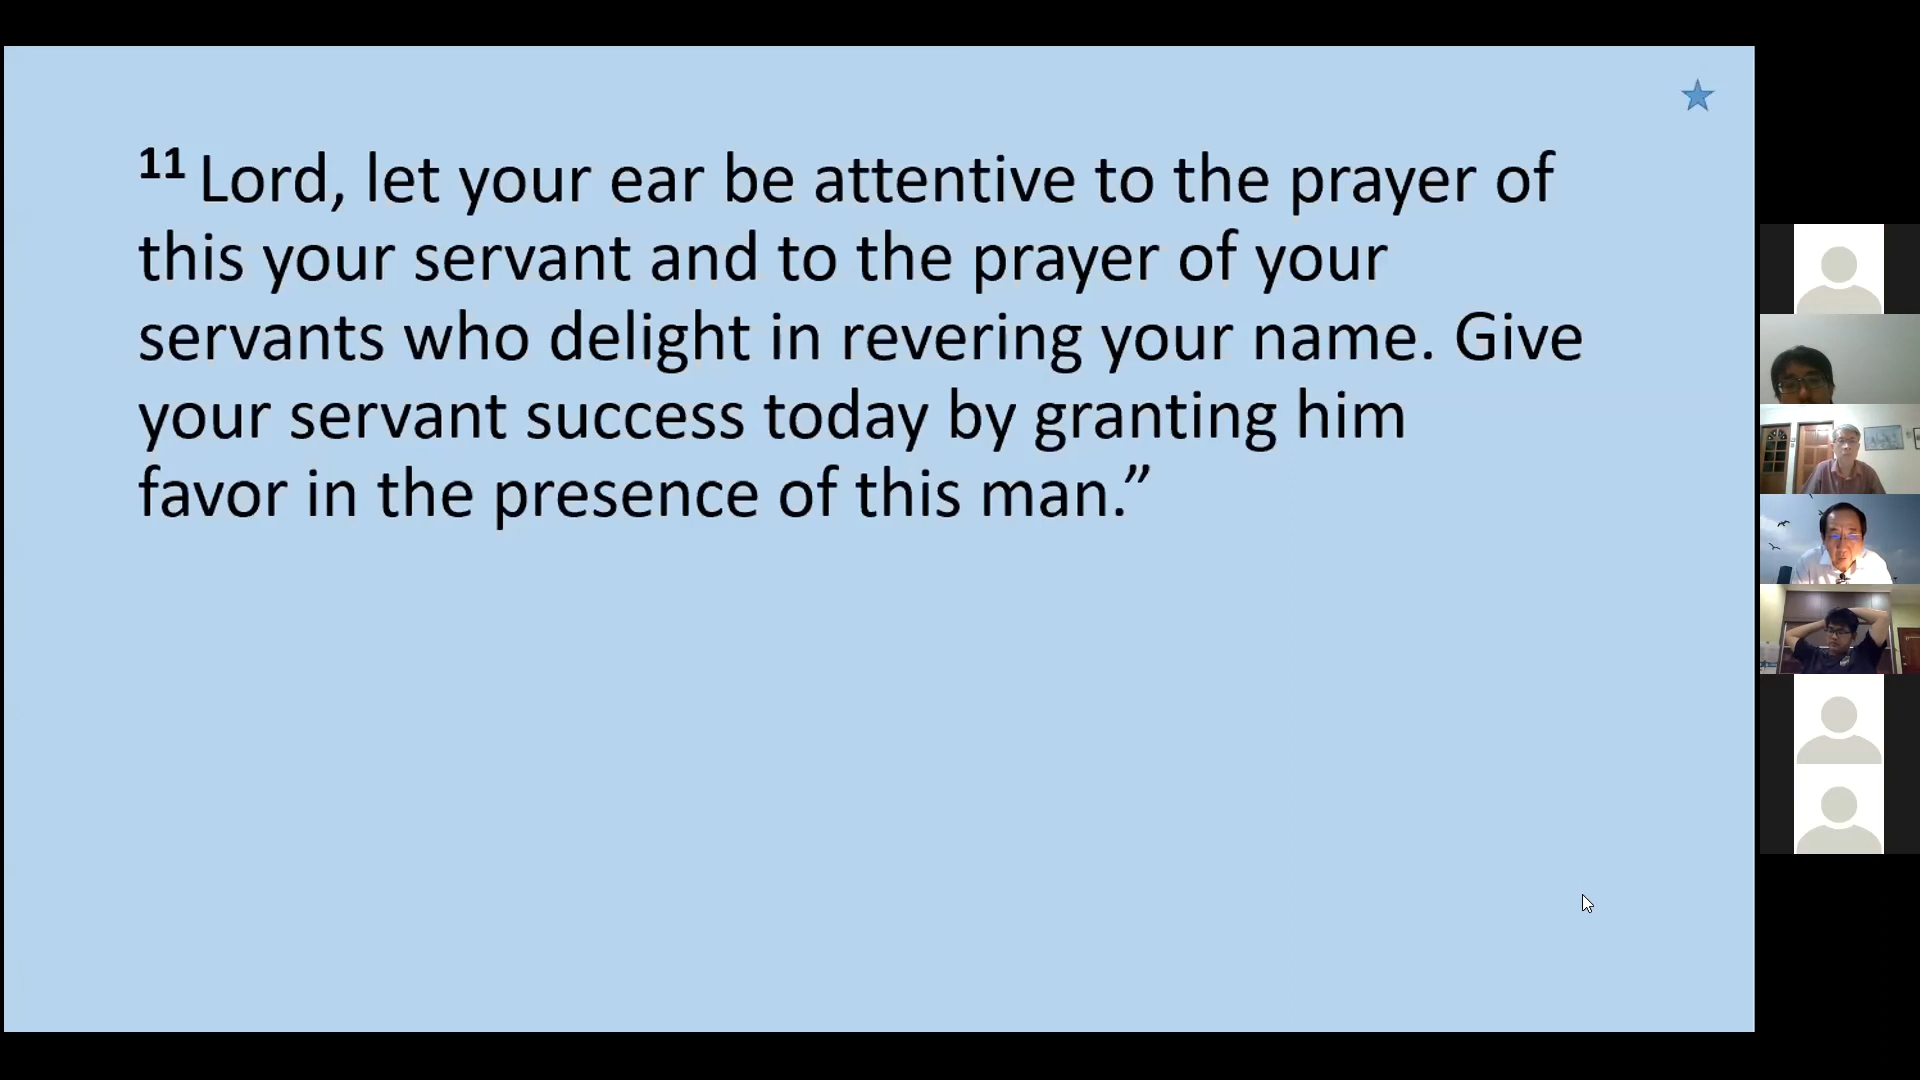 11 Lord, let your ear be attentive to the prayer of
this your servant and to the prayer of your
servants who delight in revering your name. Give
your servant success today by granting him
favor in the presence of this man.”